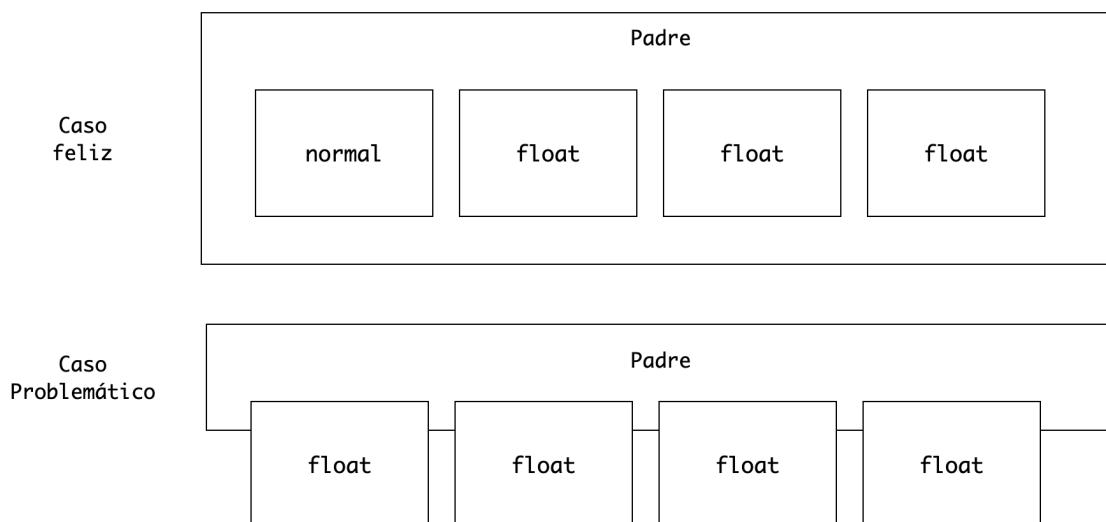 Padre
Caso
feliz
normal
float
float
float
Caso
Problemático
Padre
float
float
float
float